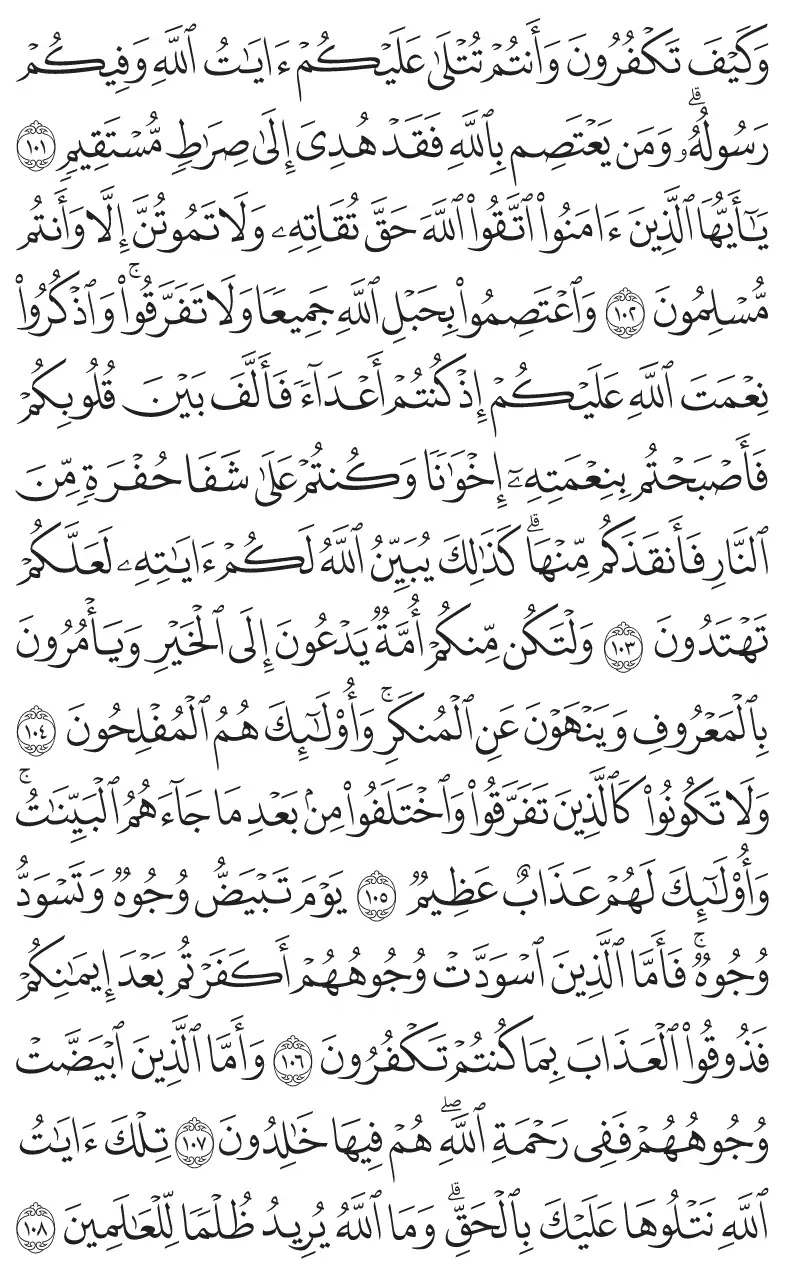 وَكَيۡفَ تَكۡفُرُونَ وَأَنتُمۡ تُتۡلَىٰ عَلَيۡكُمۡ ءَايَٰتُ ٱللَّهِ وَفِيكُمۡ
رَسُولُهُۥۗ وَمَن يَعۡتَصِم بِٱللَّهِ فَقَدۡ هُدِيَ إِلَىٰ صِرَٰطٖ مُّسۡتَقِيمٖ ١٠١
يَٰٓأَيُّهَا ٱلَّذِينَ ءَامَنُواْ ٱتَّقُواْ ٱللَّهَ حَقَّ تُقَاتِهِۦ وَلَا تَمُوتُنَّ إِلَّا وَأَنتُم
مُّسۡلِمُونَ ١٠٢ وَٱعۡتَصِمُواْ بِحَبۡلِ ٱللَّهِ جَمِيعٗا وَلَا تَفَرَّقُواْۚ وَٱذۡكُرُواْ
نِعۡمَتَ ٱللَّهِ عَلَيۡكُمۡ إِذۡ كُنتُمۡ أَعۡدَآءٗ فَأَلَّفَ بَيۡنَ قُلُوبِكُمۡ
فَأَصۡبَحۡتُم بِنِعۡمَتِهِۦٓ إِخۡوَٰنٗا وَكُنتُمۡ عَلَىٰ شَفَا حُفۡرَةٖ مِّنَ
ٱلنَّارِ فَأَنقَذَكُم مِّنۡهَاۗ كَذَٰلِكَ يُبَيِّنُ ٱللَّهُ لَكُمۡ ءَايَٰتِهِۦ لَعَلَّكُمۡ
تَهۡتَدُونَ ١٠٣ وَلۡتَكُن مِّنكُمۡ أُمَّةٞ يَدۡعُونَ إِلَى ٱلۡخَيۡرِ وَيَأۡمُرُونَ
بِٱلۡمَعۡرُوفِ وَيَنۡهَوۡنَ عَنِ ٱلۡمُنكَرِۚ وَأُوْلَٰٓئِكَ هُمُ ٱلۡمُفۡلِحُونَ ١٠٤
وَلَا تَكُونُواْ كَٱلَّذِينَ تَفَرَّقُواْ وَٱخۡتَلَفُواْ مِنۢ بَعۡدِ مَا جَآءَهُمُ ٱلۡبَيِّنَٰتُۚ
وَأُوْلَٰٓئِكَ لَهُمۡ عَذَابٌ عَظِيمٞ ١٠٥ يَوۡمَ تَبۡيَضُّ وُجُوهٞ وَتَسۡوَدُّ
وُجُوهٞۚ فَأَمَّا ٱلَّذِينَ ٱسۡوَدَّتۡ وُجُوهُهُمۡ أَكَفَرۡتُم بَعۡدَ إِيمَٰنِكُمۡ
فَذُوقُواْ ٱلۡعَذَابَ بِمَا كُنتُمۡ تَكۡفُرُونَ ١٠٦ وَأَمَّا ٱلَّذِينَ ٱبۡيَضَّتۡ
وُجُوهُهُمۡ فَفِي رَحۡمَةِ ٱللَّهِۖ هُمۡ فِيهَا خَٰلِدُونَ ١٠٧ تِلۡكَ ءَايَٰتُ
ٱللَّهِ نَتۡلُوهَا عَلَيۡكَ بِٱلۡحَقِّۗ وَمَا ٱللَّهُ يُرِيدُ ظُلۡمٗا لِّلۡعَٰلَمِينَ ١٠٨